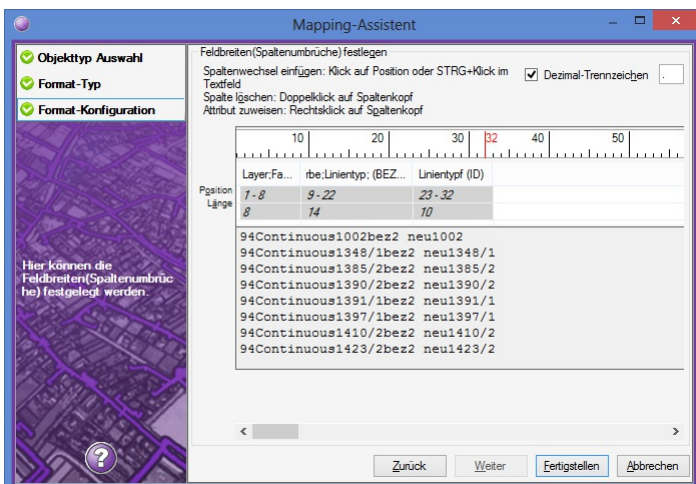 Mapping-Assistent
Objekttyp Auswahl
Format-Typ
Format-Konfiguration
Hier können die
Feldbreiten(Spaltenumbrüc
he) festgelegt werden.
?
Feldbreiten(Spaltenumbrüche) festlegen
Spaltenwechsel einfügen: Klick auf Position oder STRG+Klick im
Textfeld
Spalte löschen: Doppelklick auf Spaltenkopf
Attribut zuweisen: Rechtsklick auf Spaltenkopf
Dezimal-Trennzeichen .
10 20 30 32 40 50
Layer;Fa... rbe;Linientyp; (BEZ... Linientypf (ID)
Position 1 - 8 9 - 22 23 - 32
Länge 8 14 10
94Continuous1002bez2 neu1002
94Continuous1348/1bez2 neu1348/1
94Continuous1385/2bez2 neu1385/2
94Continuous1390/2bez2 neu1390/2
94Continuous1391/1bez2 neu1391/1
94Continuous1397/1bez2 neu1397/1
94Continuous1410/2bez2 neu1410/2
94Continuous1423/2bez2 neu1423/2
Zurück Weiter Fertigstellen Abbrechen